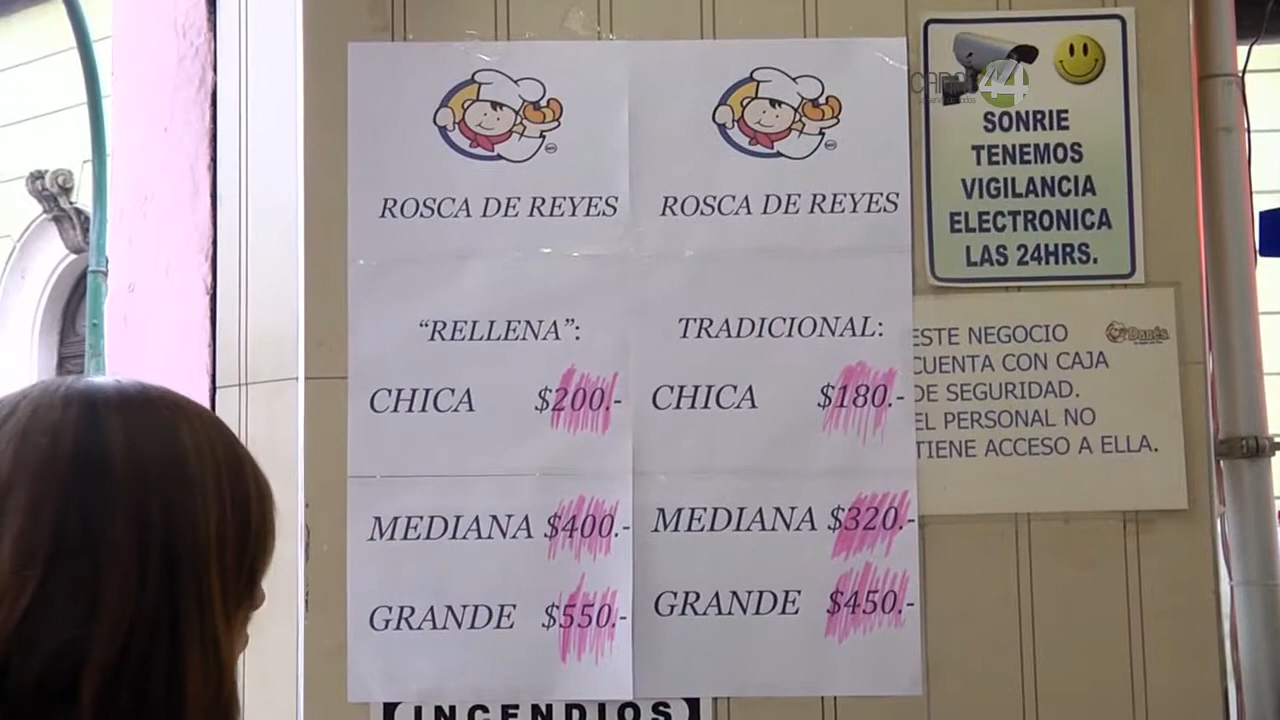 ROSCA DE REYES
"RELLENA":
CHICA $200.-
MEDIANA $400.-
GRANDE $550.-
ROSCA DE REYES
TRADICIONAL:
CHICA $180.-
MEDIANA $320.-
GRANDE $450.-
44
SONRIE
TENEMOS
VIGILANCIA
ELECTRONICA
LAS 24HRS.
Danés
ESTE NEGOCIO
CUENTA CON CAJA
DE SEGURIDAD.
EL PERSONAL NO
TIENE ACCESO A ELLA.
INCENDIOS